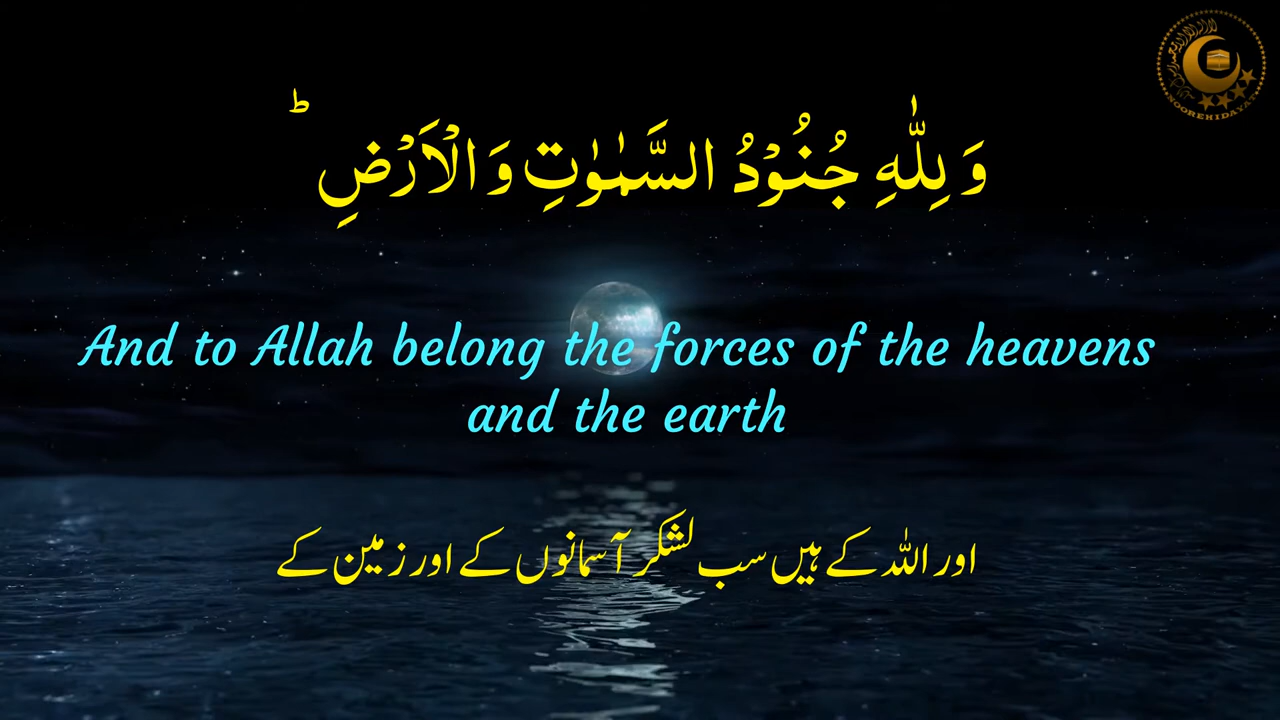 وَ لِلّٰهِ جُنُوْدُ السَّمٰوٰتِ وَ الْاَرْضِ ؕ
And to Allah belong the forces of the heavens
and the earth
اور اللہ کے ہیں سب لشکر آسمانوں کے اور زمین کے
NOOREHIDAYAT